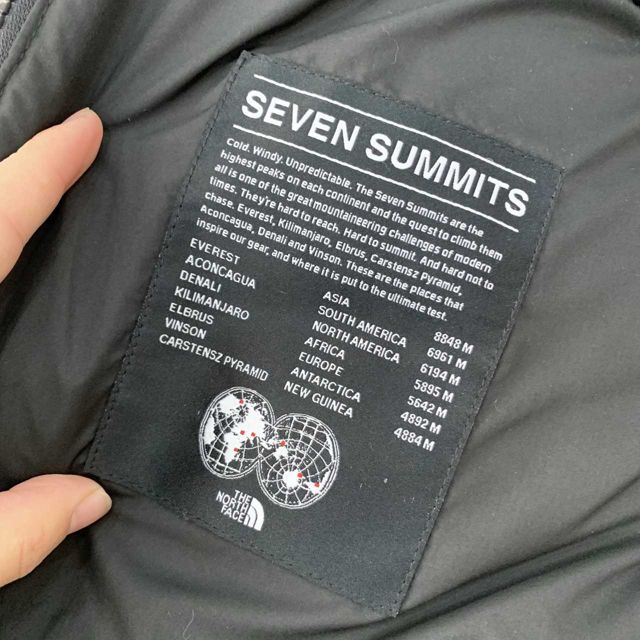 SEVEN SUMMITS
Cold. Windy. Unpredictable. The Seven Summits are the
highest peaks on each continent and the quest to climb them
all is one of the great mountaineering challenges of modern
times. They're hard to reach. Hard to summit. And hard not to
chase. Everest, Kilimanjaro, Elbrus, Carstensz Pyramid,
Aconcagua, Denali and Vinson. These are the places that
inspire our gear, and where it is put to the ultimate test.
EVEREST ASIA 8848 M
ACONCAGUA SOUTH AMERICA 6961 M
DENALI NORTH AMERICA 6194 M
KILIMANJARO AFRICA 5895 M
ELBRUS EUROPE 5642 M
VINSON ANTARCTICA 4892 M
CARSTENSZ PYRAMID NEW GUINEA 4884 M
THE
NORTH
FACE